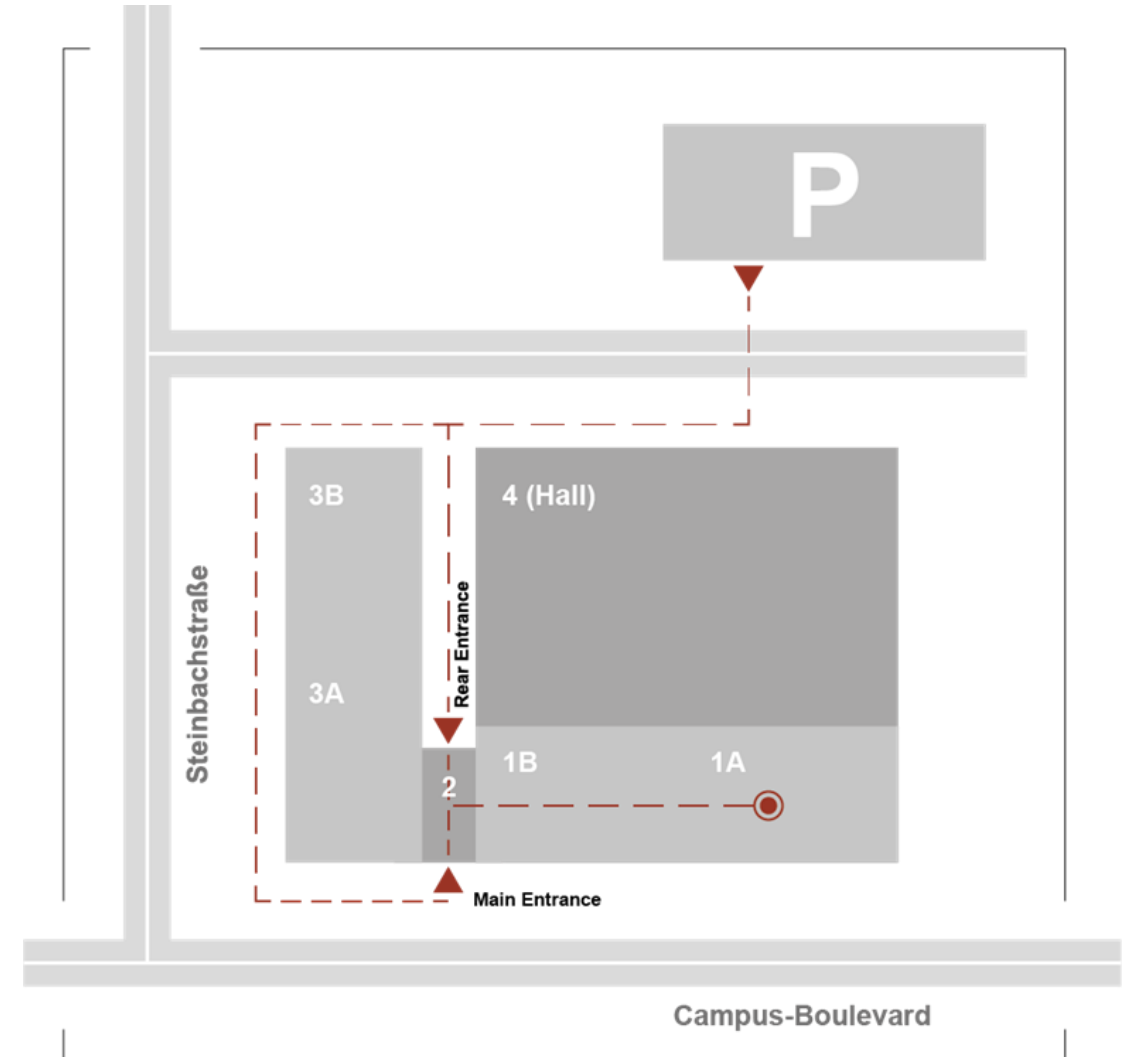 P
3B
4 (Hall)
Steinbachstraße
Rear Entrance
3A
1B
1A
2
Main Entrance
Campus-Boulevard